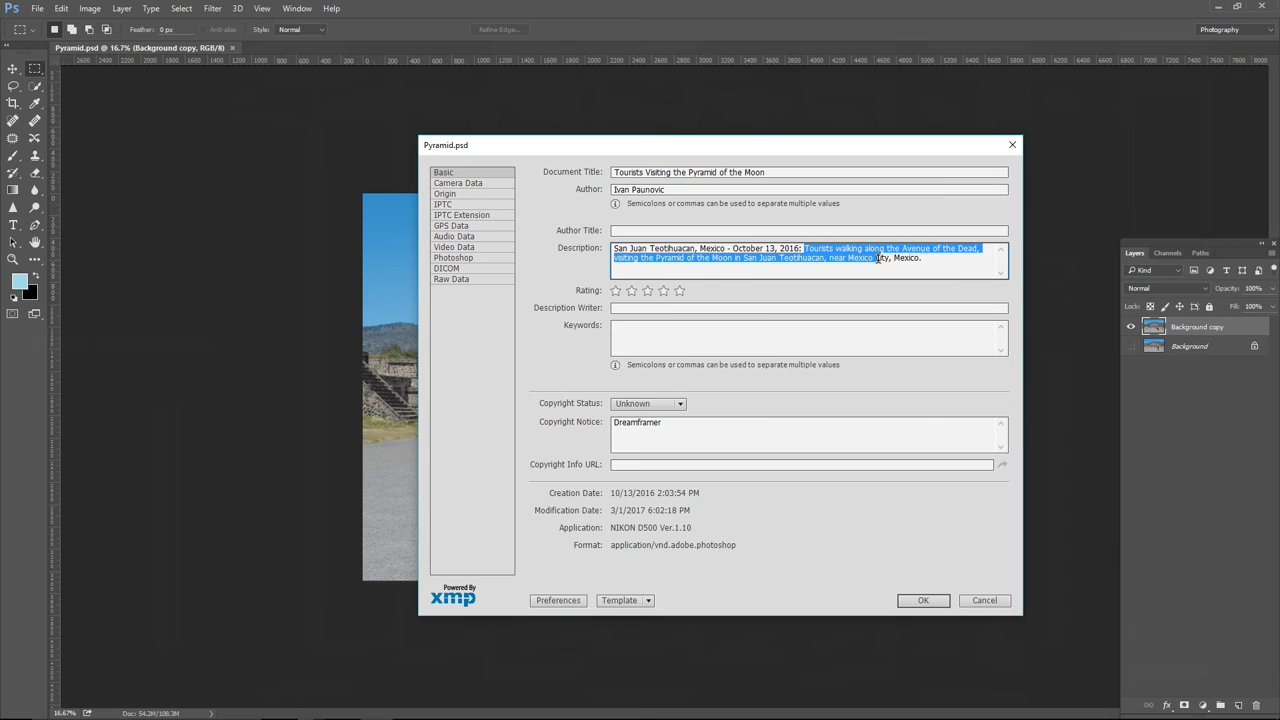 Ps File Edit Image Layer Type Select Filter 3D View Window Help
Feather: 0 px Anti-alias Style: Normal Refine Edge... Photography
Pyramid.psd @ 16.7% (Background copy, RGB/8) ×
Pyramid.psd
Basic
Camera Data
Origin
IPTC
IPTC Extension
GPS Data
Audio Data
Video Data
Photoshop
DICOM
Raw Data
Powered By
xmp
Document Title: Tourists Visiting the Pyramid of the Moon
Author: Ivan Paunovic
Semicolons or commas can be used to separate multiple values
Author Title:
Description: San Juan Teotihuacan, Mexico - October 13, 2016: Tourists walking along the Avenue of the Dead,
visiting the Pyramid of the Moon in San Juan Teotihuacan, near Mexico City, Mexico.
Rating:
Description Writer:
Keywords:
Semicolons or commas can be used to separate multiple values
Copyright Status: Unknown
Copyright Notice: Dreamframer
Copyright Info URL:
Creation Date: 10/13/2016 2:03:54 PM
Modification Date: 3/1/2017 6:02:18 PM
Application: NIKON D500 Ver.1.10
Format: application/vnd.adobe.photoshop
Preferences Template OK Cancel
Layers Channels Paths
Kind
Normal Opacity: 100%
Lock: Fill: 100%
Background copy
Background
16.67% Doc: 54.2M/108.3M